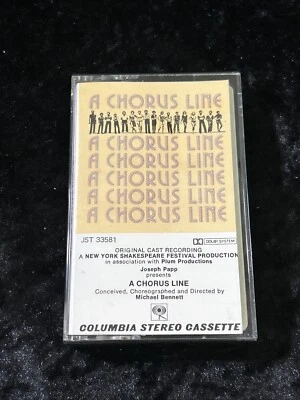 A CHORUS LINE
A CHORUS LINE
A CHORUS LINE
A CHORUS LINE
A CHORUS LINE
A CHORUS LINE
JST 33581
DOLBY SYSTEM
ORIGINAL CAST RECORDING
A NEW YORK SHAKESPEARE FESTIVAL PRODUCTION
in association with Plum Productions
Joseph Papp
presents
A CHORUS LINE
Conceived, Choreographed and Directed by
Michael Bennett
COLUMBIA STEREO CASSETTE